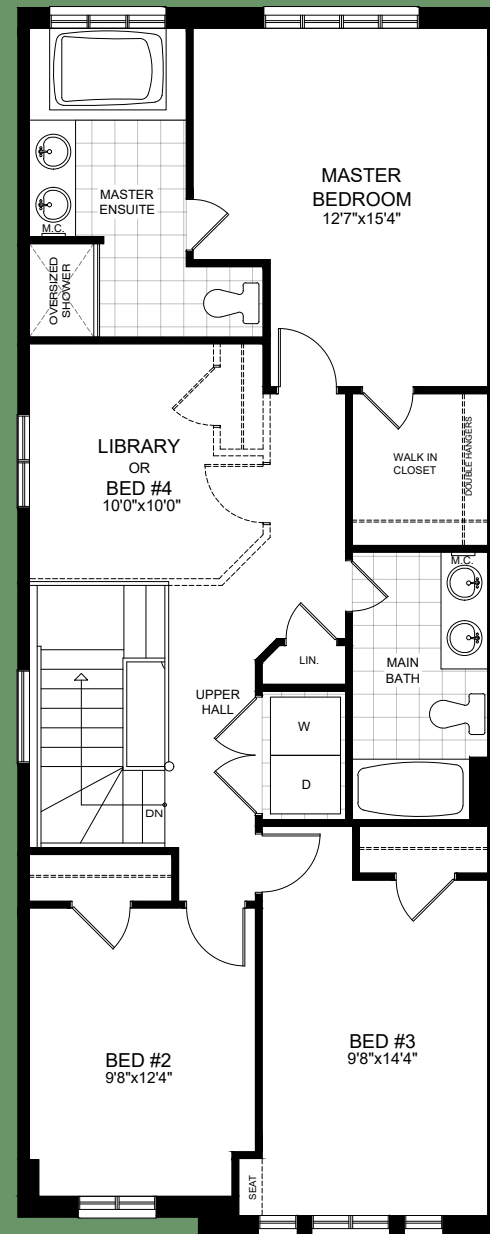 MASTER
ENSUITE
M.C.
OVERSIZED
SHOWER
MASTER
BEDROOM
12'7"x15'4"
LIBRARY
OR
BED #4
10'0"x10'0"
WALK IN
CLOSET
DOUBLE HANGERS
M.C.
MAIN
BATH
LIN.
UPPER
HALL
W
D
DN
BED #2
9'8"x12'4"
BED #3
9'8"x14'4"
SEAT